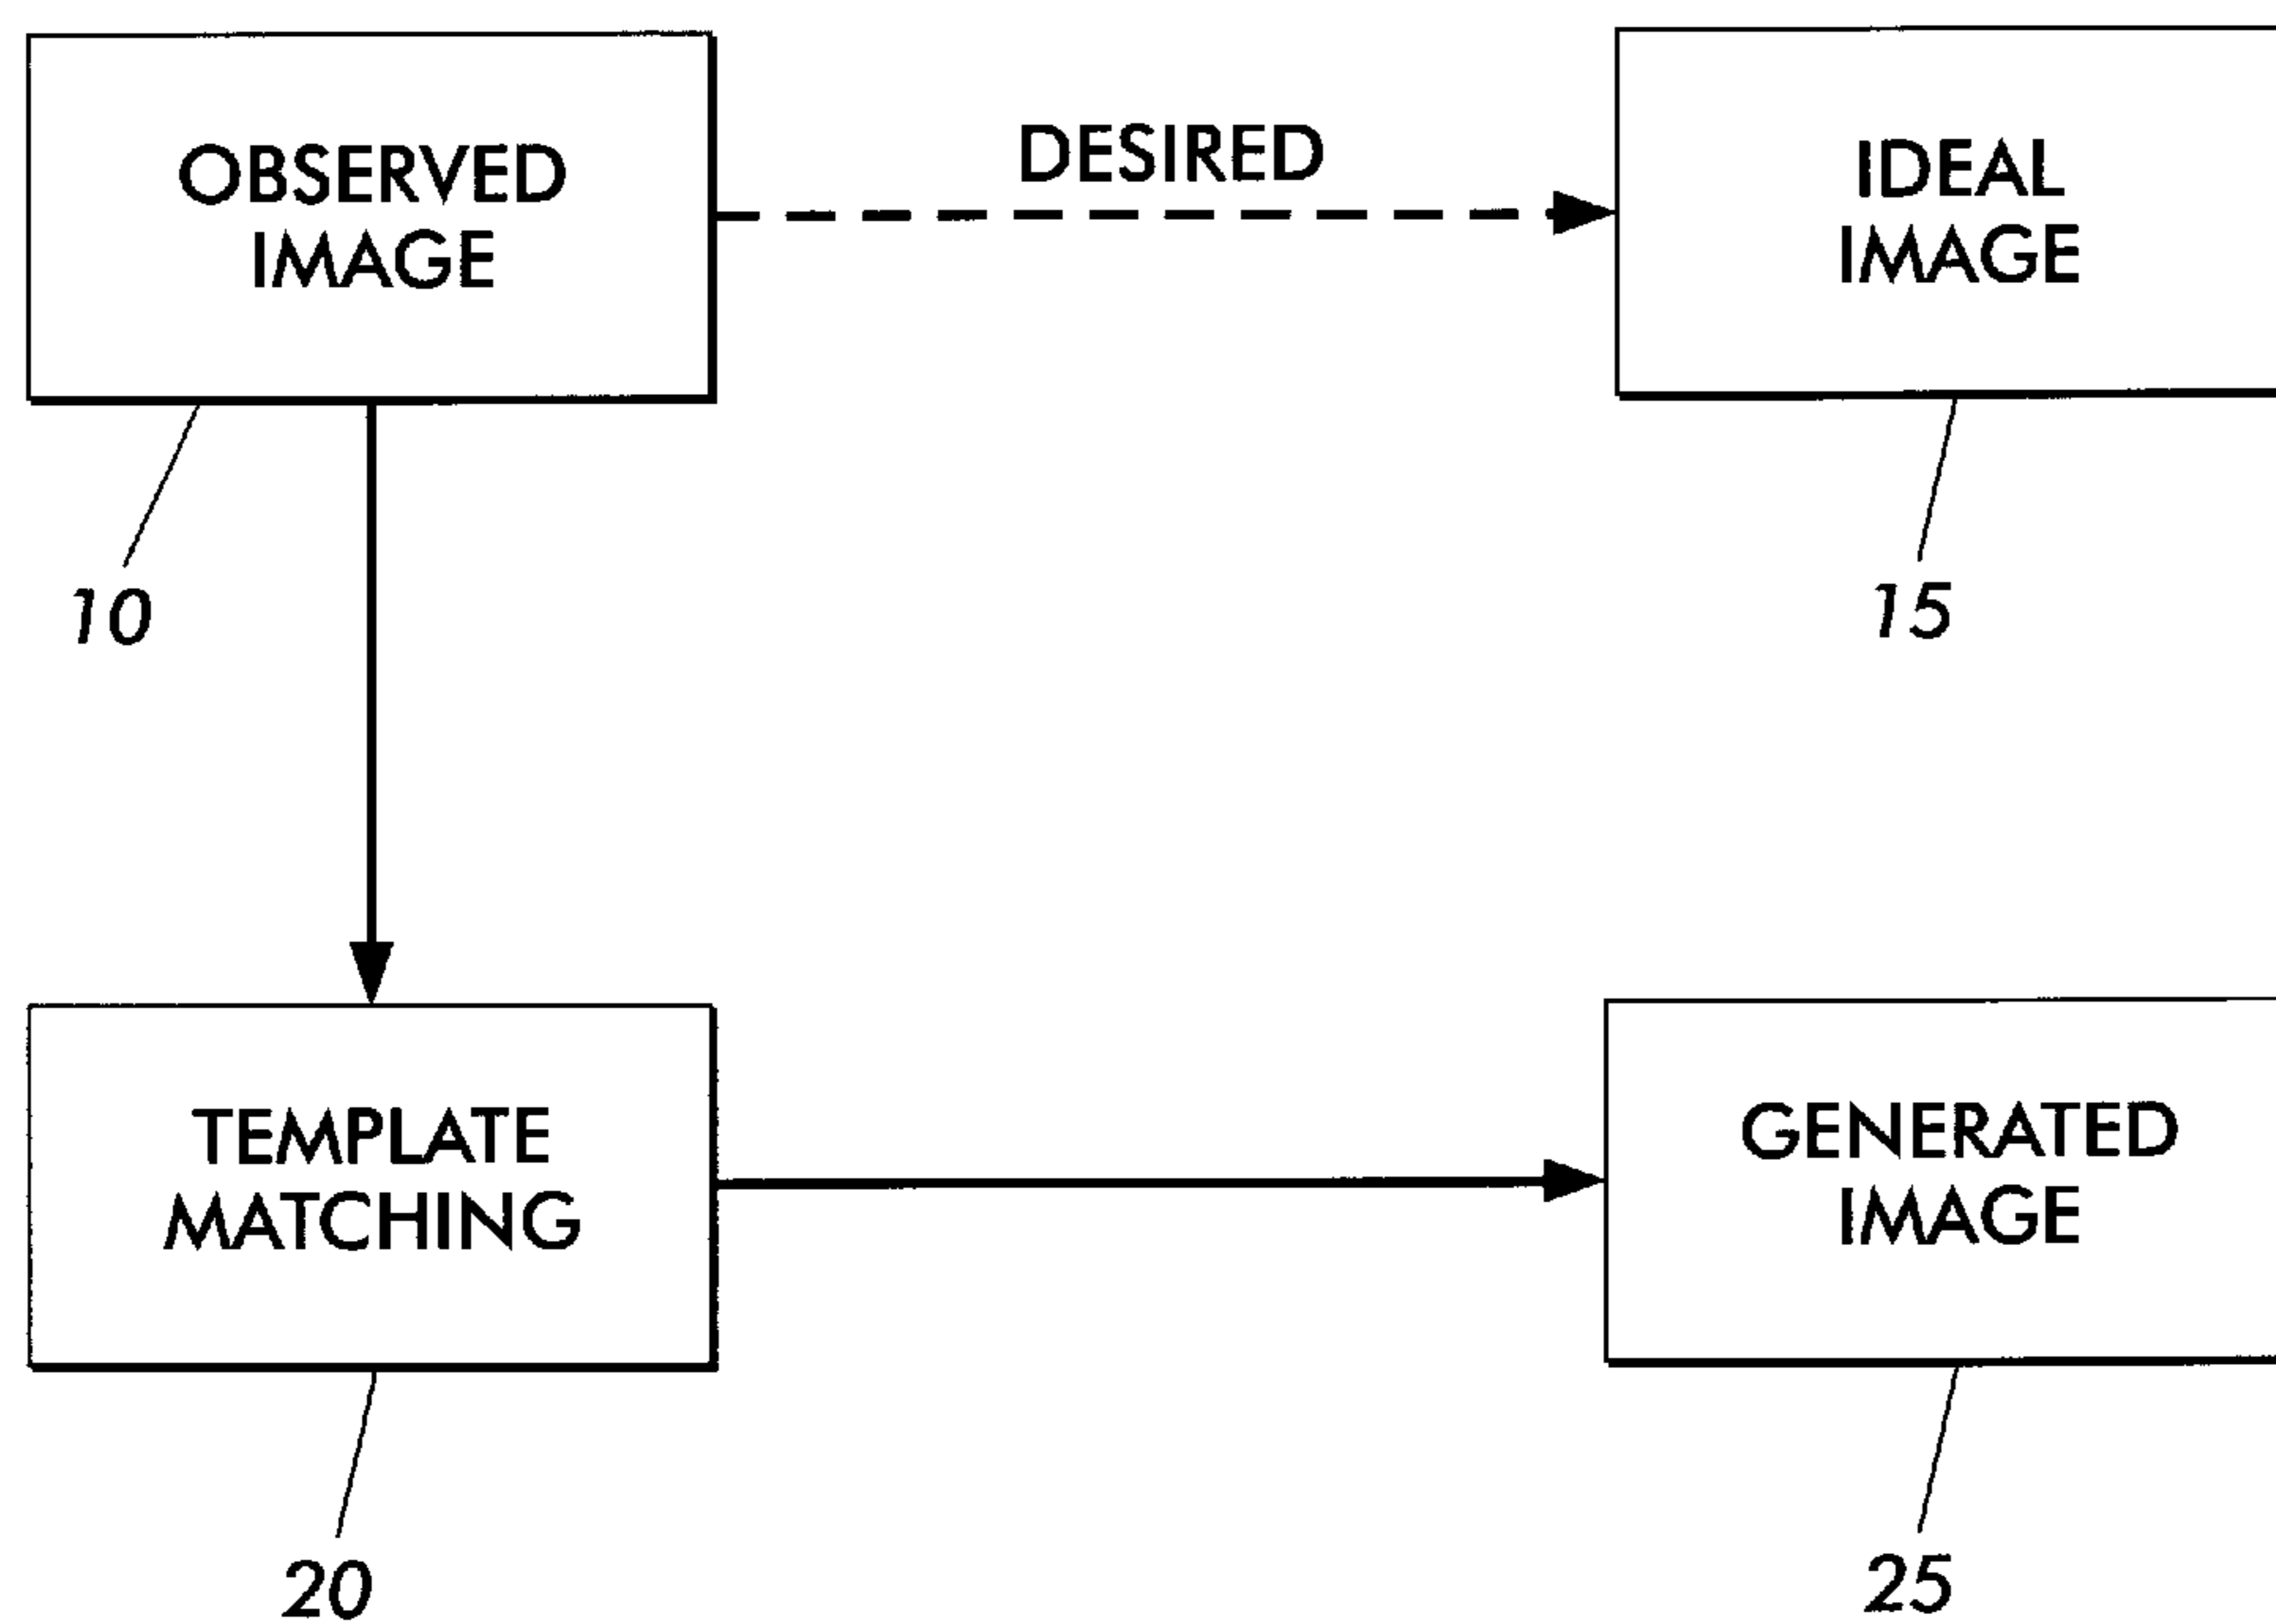 OBSERVED
IMAGE
DESIRED
IDEAL
IMAGE
10
15
TEMPLATE
MATCHING
GENERATED
IMAGE
20
25